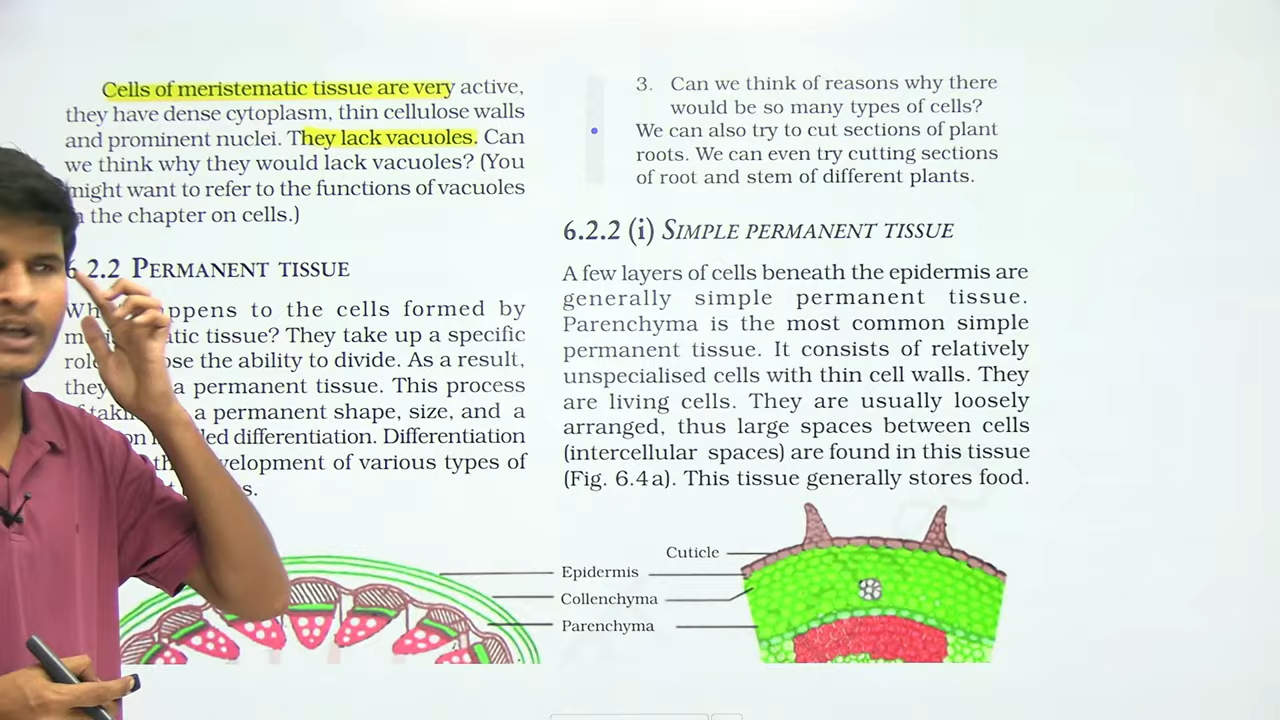 Cells of meristematic tissue are very active,
they have dense cytoplasm, thin cellulose walls
and prominent nuclei. They lack vacuoles. Can
we think why they would lack vacuoles? (You
might want to refer to the functions of vacuoles
the chapter on cells.)
6.2.2 PERMANENT TISSUE
to the cells formed by
tissue? They take up a specific
the ability to divide. As a result,
they a permanent tissue. This process
a permanent shape, size, and a
differentiation. Differentiation
of various types of
3. Can we think of reasons why there
would be so many types of cells?
We can also try to cut sections of plant
roots. We can even try cutting sections
of root and stem of different plants.
6.2.2 (i) SIMPLE PERMANENT TISSUE
A few layers of cells beneath the epidermis are
generally simple permanent tissue.
Parenchyma is the most common simple
permanent tissue. It consists of relatively
unspecialised cells with thin cell walls. They
are living cells. They are usually loosely
arranged, thus large spaces between cells
(intercellular spaces) are found in this tissue
(Fig. 6.4a). This tissue generally stores food.
Cuticle
Epidermis
Collenchyma
Parenchyma